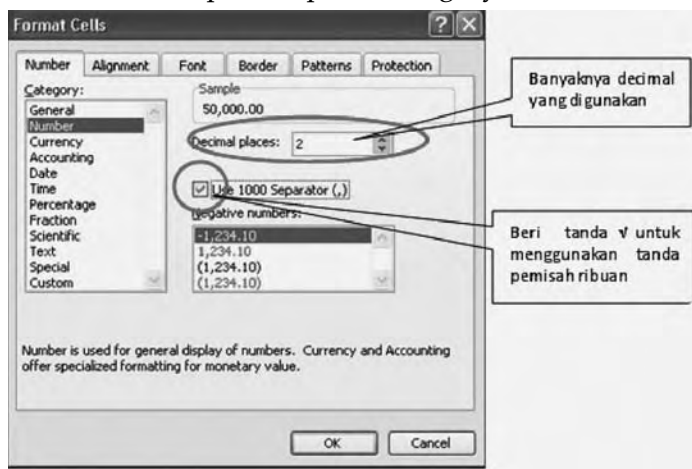 Format Cells
Number Alignment Font Border Patterns Protection
Category:
General
Number
Currency
Accounting
Date
Time
Percentage
Fraction
Scientific
Text
Special
Custom
Sample
50,000.00
Decimal places: 2
Use 1000 Separator (,)
Negative numbers:
-1,234.10
1,234.10
(1,234.10)
(1,234.10)
Number is used for general display of numbers. Currency and Accounting
offer specialized formatting for monetary value.
OK Cancel
Banyaknya decimal
yang digunakan
Beri tanda √ untuk
menggunakan tanda
pemisah ribuan